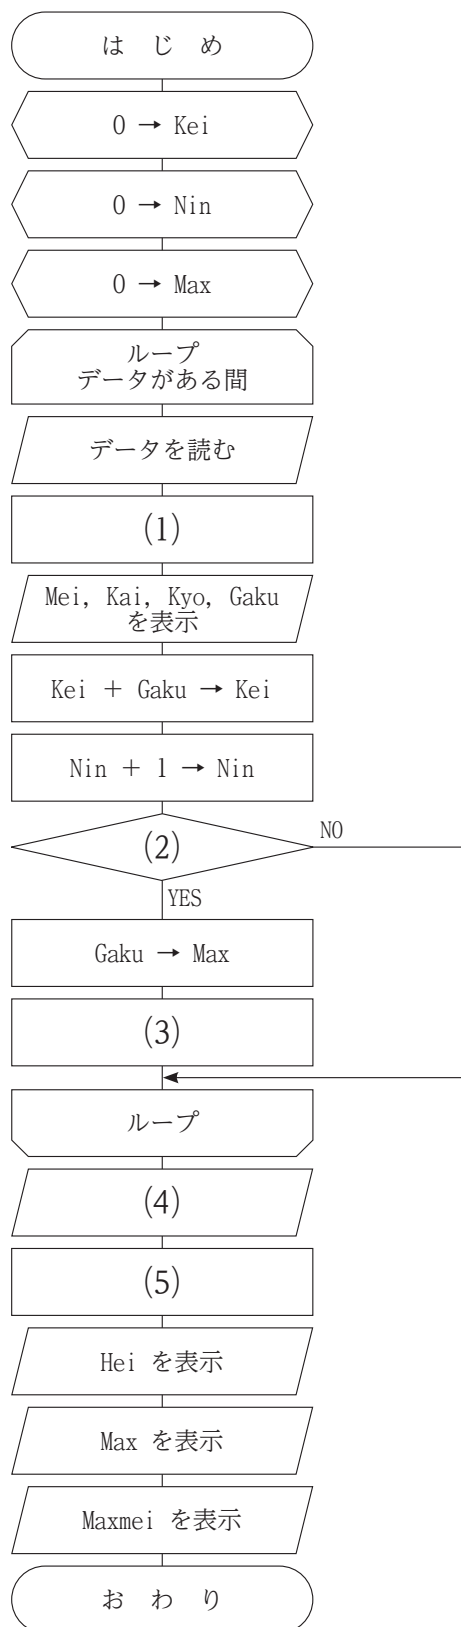 は じ め
0 → Kei
0 → Nin
0 → Max
ループ
データがある間
データを読む
(1)
Mei, Kai, Kyo, Gaku
を表示
Kei + Gaku → Kei
Nin + 1 → Nin
(2)
NO
YES
Gaku → Max
(3)
ループ
(4)
(5)
Hei を表示
Max を表示
Maxmei を表示
お わ り